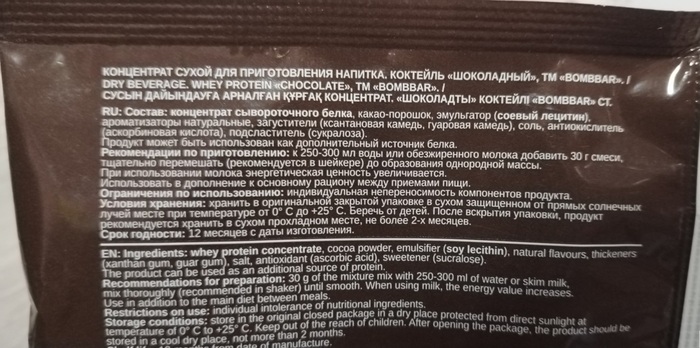 КОНЦЕНТРАТ СУХОЙ ДЛЯ ПРИГОТОВЛЕНИЯ НАПИТКА. КОКТЕЙЛЬ «ШОКОЛАДНЫЙ», ТМ «BOMBBAR». /
DRY BEVERAGE. WHEY PROTEIN «CHOCOLATE», TM «BOMBBAR». /
СУСЫН ДАЙЫНДАУҒА АРНАЛҒАН ҚҰРҒАҚ КОНЦЕНТРАТ. «ШОКОЛАДТЫ» КОКТЕЙЛІ «BOMBBAR» СТ.
RU: Состав: концентрат сывороточного белка, какао-порошок, эмульгатор (соевый лецитин),
ароматизаторы натуральные, загустители (ксантановая камедь, гуаровая камедь), соль, антиокислитель
(аскорбиновая кислота), подсластитель (сукралоза).
Продукт может быть использован как дополнительный источник белка.
Рекомендации по приготовлению: к 250-300 мл воды или обезжиренного молока добавить 30 г смеси,
тщательно перемешать (рекомендуется в шейкере) до образования однородной массы.
При использовании молока энергетическая ценность увеличивается.
Использовать в дополнение к основному рациону между приемами пищи.
Ограничения по использованию: индивидуальная непереносимость компонентов продукта.
Условия хранения: хранить в оригинальной закрытой упаковке в сухом защищенном от прямых солнечных
лучей месте при температуре от 0° С до +25° С. Беречь от детей. После вскрытия упаковки, продукт
рекомендуется хранить в сухом прохладном месте, не более 2-х месяцев.
Срок годности: 12 месяцев с даты изготовления.
EN: Ingredients: whey protein concentrate, cocoa powder, emulsifier (soy lecithin), natural flavours, thickeners
(xanthan gum, guar gum), salt, antioxidant (ascorbic acid), sweetener (sucralose).
The product can be used as an additional source of protein.
Recommendations for preparation: 30 g of the mixture mix with 250-300 ml of water or skim milk,
mix thoroughly (recommended in shaker) until smooth. When using milk, the energy value increases.
Use in addition to the main diet between meals.
Restrictions on use: individual intolerance of nutritional ingredients.
Storage conditions: store in the original closed package in a dry place protected from direct sunlight at
temperature of 0° C to +25° C. Keep out of the reach of children. After opening the package, the product should be
stored in a cool dry place, not more than 2 months.
from date of manufacture.